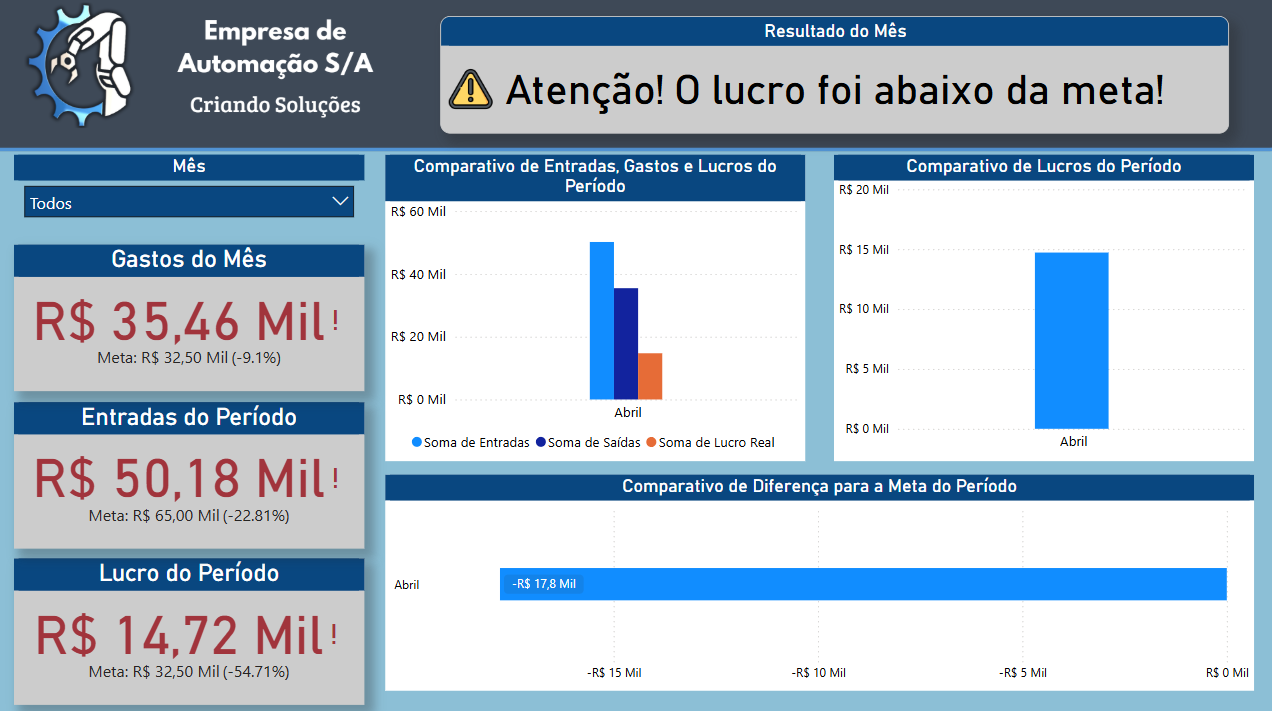 Empresa de
Automação S/A
Criando Soluções
Resultado do Mês
Atenção! O lucro foi abaixo da meta!
Mês
Todos
Gastos do Mês
R$ 35,46 Mil!
Meta: R$ 32,50 Mil (-9.1%)
Entradas do Período
R$ 50,18 Mil!
Meta: R$ 65,00 Mil (-22.81%)
Lucro do Período
R$ 14,72 Mil!
Meta: R$ 32,50 Mil (-54.71%)
Comparativo de Entradas, Gastos e Lucros do
Período
R$ 60 Mil
R$ 40 Mil
R$ 20 Mil
R$ 0 Mil
Abril
Soma de Entradas Soma de Saídas Soma de Lucro Real
Comparativo de Lucros do Período
R$ 20 Mil
R$ 15 Mil
R$ 10 Mil
R$ 5 Mil
R$ 0 Mil
Abril
Comparativo de Diferença para a Meta do Período
Abril
-R$ 17,8 Mil
-R$ 15 Mil -R$ 10 Mil -R$ 5 Mil R$ 0 Mil